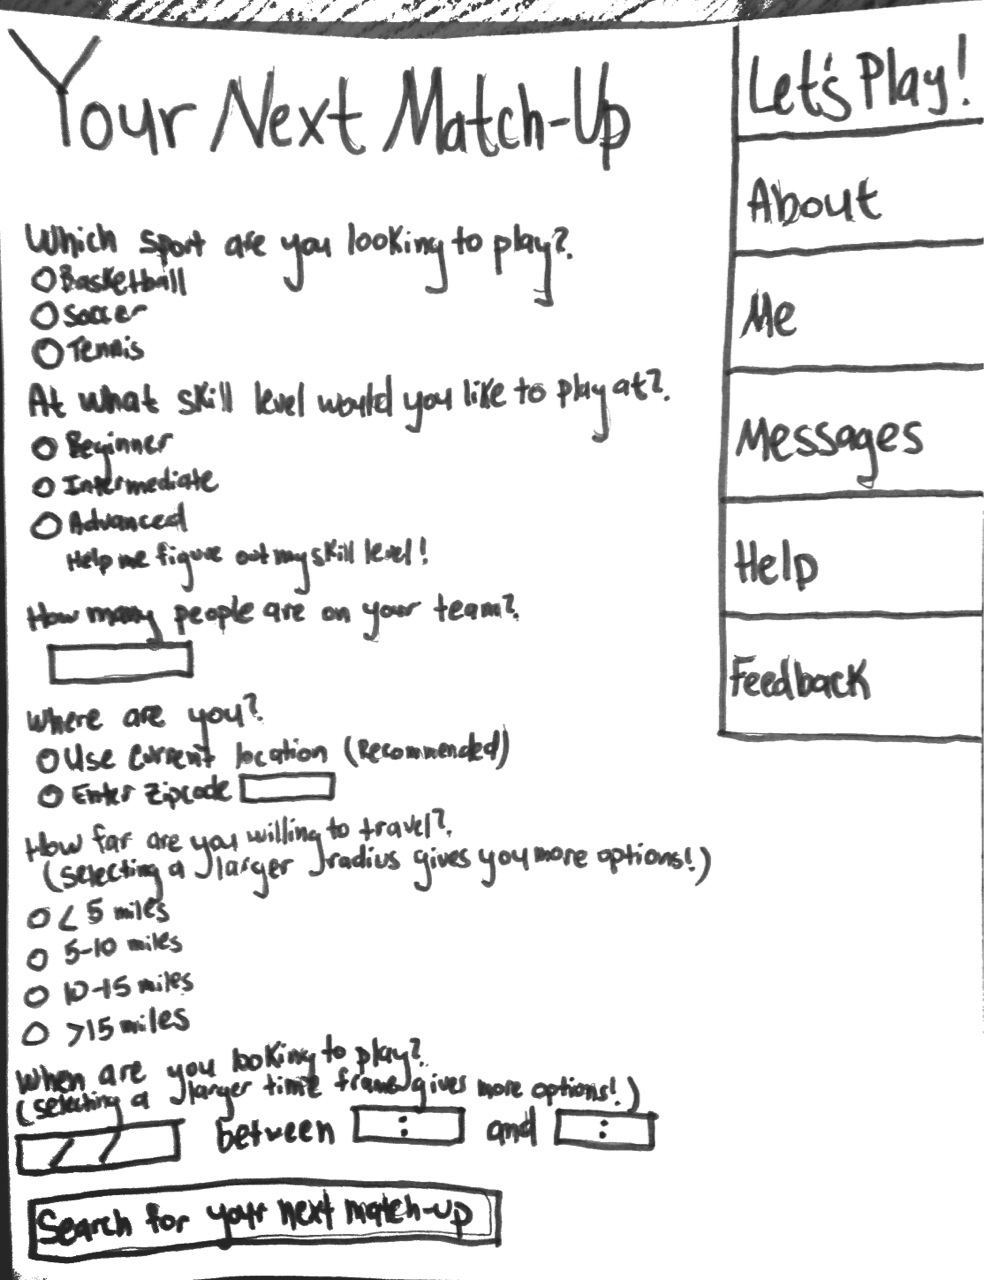 Your Next Match-Up
Which sport are you looking to play?
Basketball
Soccer
Tennis
At what skill level would you like to play at?
Beginner
Intermediate
Advanced
Help me figure out my skill level!
How many people are on your team?
Where are you?
Use current location (Recommended)
Enter Zipcode
How far are you willing to travel?
(selecting a larger radius gives you more options!)
< 5 miles
5-10 miles
10-15 miles
>15 miles
When are you looking to play?
(selecting a larger time frame gives more options!)
/ / between : and :
Search for your next match-up
Let's Play!
About
Me
Messages
Help
Feedback